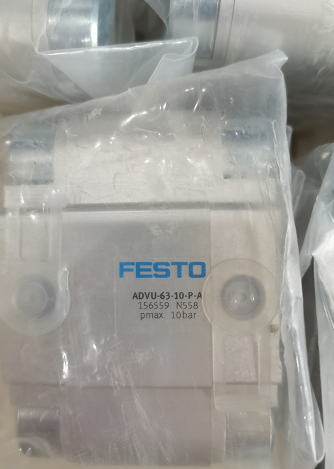 FESTO
ADVU-63-10-P-A
156559 N558
pmax. 10bar